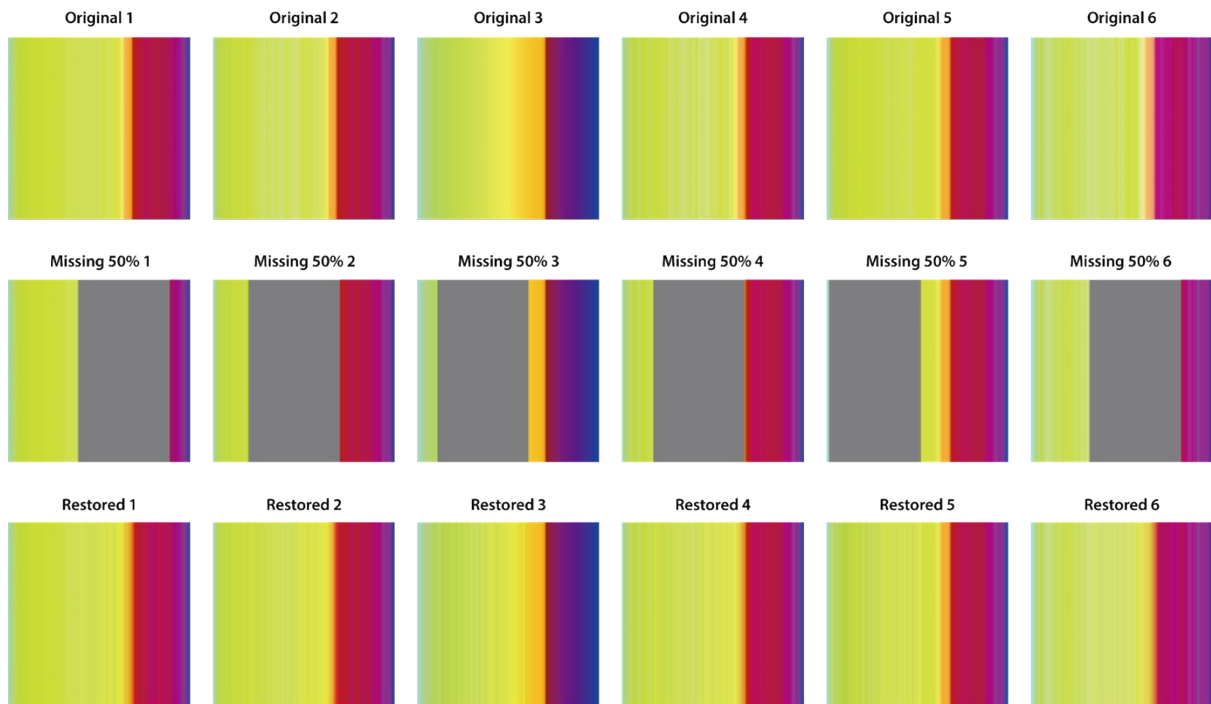 Original 1
Original 2
Original 3
Original 4
Original 5
Original 6
Missing 50% 1
Missing 50% 2
Missing 50% 3
Missing 50% 4
Missing 50% 5
Missing 50% 6
Restored 1
Restored 2
Restored 3
Restored 4
Restored 5
Restored 6